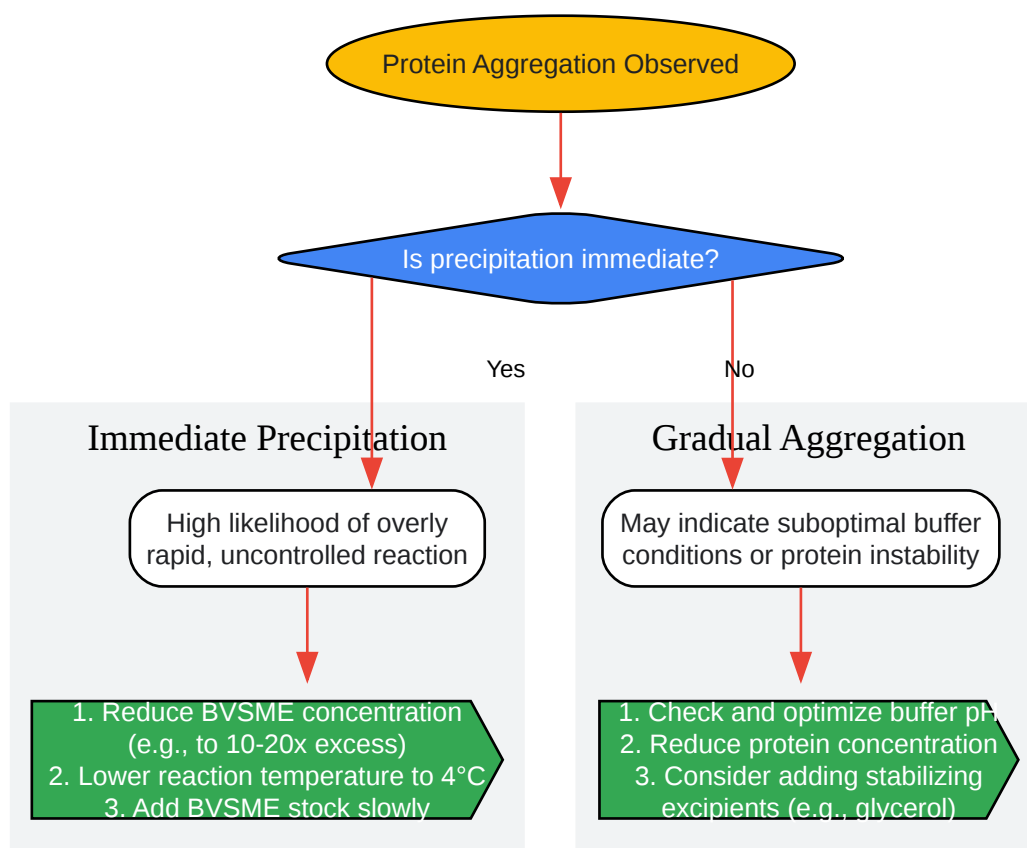 Protein Aggregation Observed
Is precipitation immediate?
Yes
No
Immediate Precipitation
High likelihood of overly
rapid, uncontrolled reaction
1. Reduce BVSME concentration
(e.g., to 10-20x excess)
2. Lower reaction temperature to 4°C
3. Add BVSME stock slowly
Gradual Aggregation
May indicate suboptimal buffer
conditions or protein instability
1. Check and optimize buffer pH
2. Reduce protein concentration
3. Consider adding stabilizing
excipients (e.g., glycerol)